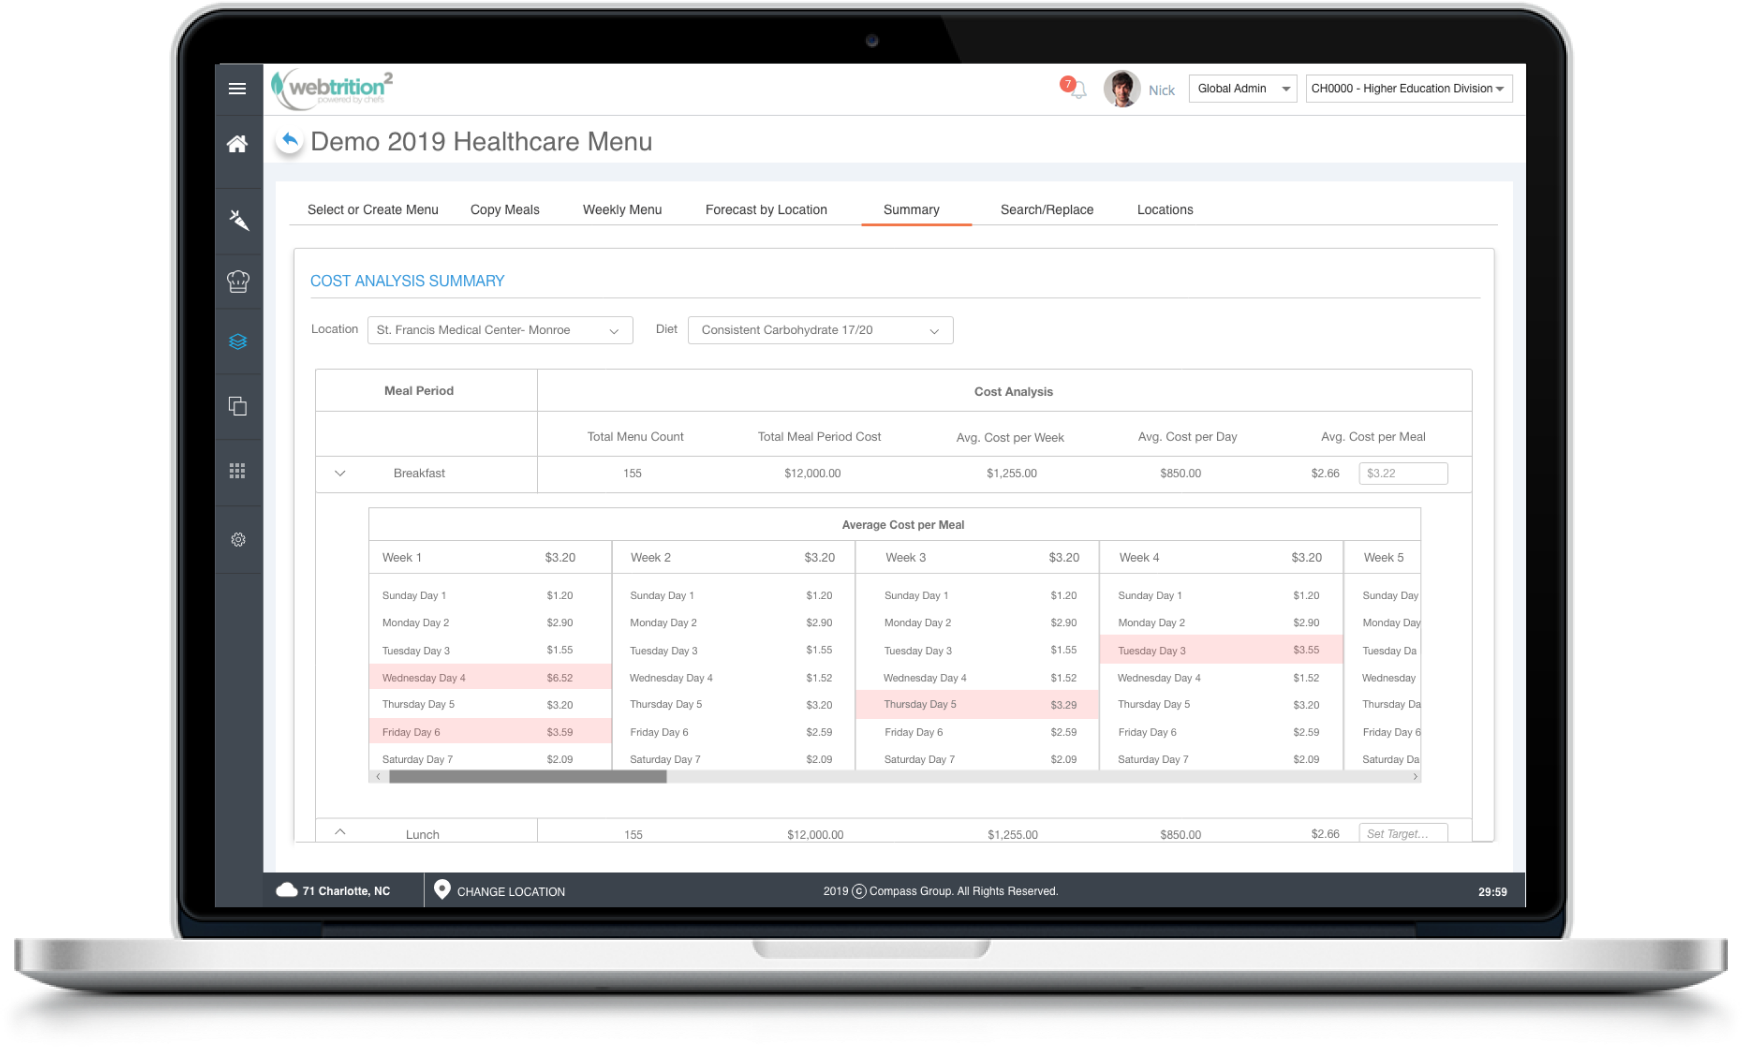 webtrition2
powered by chefs
7
Nick
Global Admin
CH0000 - Higher Education Division
Demo 2019 Healthcare Menu
Select or Create Menu Copy Meals Weekly Menu Forecast by Location Summary Search/Replace Locations
COST ANALYSIS SUMMARY
Location St. Francis Medical Center- Monroe Diet Consistent Carbohydrate 17/20
Meal Period Cost Analysis
Total Menu Count Total Meal Period Cost Avg. Cost per Week Avg. Cost per Day Avg. Cost per Meal
Breakfast 155 $12,000.00 $1,255.00 $850.00 $2.66 $3.22
Average Cost per Meal
Week 1 $3.20 Week 2 $3.20 Week 3 $3.20 Week 4 $3.20 Week 5
Sunday Day 1 $1.20 Sunday Day 1 $1.20 Sunday Day 1 $1.20 Sunday Day 1 $1.20 Sunday Day
Monday Day 2 $2.90 Monday Day 2 $2.90 Monday Day 2 $2.90 Monday Day 2 $2.90 Monday Day
Tuesday Day 3 $1.55 Tuesday Day 3 $1.55 Tuesday Day 3 $1.55 Tuesday Day 3 $3.55 Tuesday Da
Wednesday Day 4 $6.52 Wednesday Day 4 $1.52 Wednesday Day 4 $1.52 Wednesday Day 4 $1.52 Wednesday
Thursday Day 5 $3.20 Thursday Day 5 $3.20 Thursday Day 5 $3.29 Thursday Day 5 $3.20 Thursday Da
Friday Day 6 $3.59 Friday Day 6 $2.59 Friday Day 6 $2.59 Friday Day 6 $2.59 Friday Day 6
Saturday Day 7 $2.09 Saturday Day 7 $2.09 Saturday Day 7 $2.09 Saturday Day 7 $2.09 Saturday Da
Lunch 155 $12,000.00 $1,255.00 $850.00 $2.66 Set Target...
71 Charlotte, NC CHANGE LOCATION 2019 © Compass Group. All Rights Reserved. 29:59